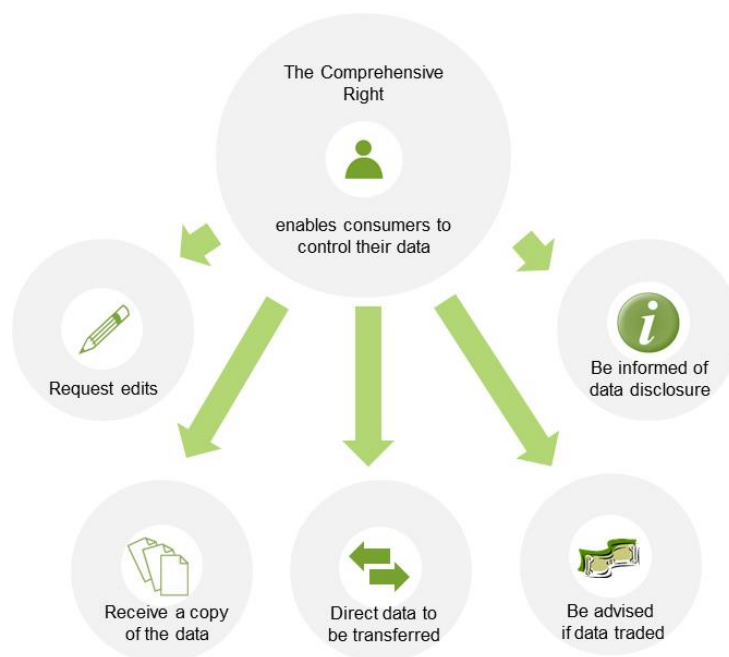 The Comprehensive
Right
enables consumers to
control their data
Request edits
i
Be informed of
data disclosure
Receive a copy
of the data
Direct data to
be transferred
Be advised
if data traded